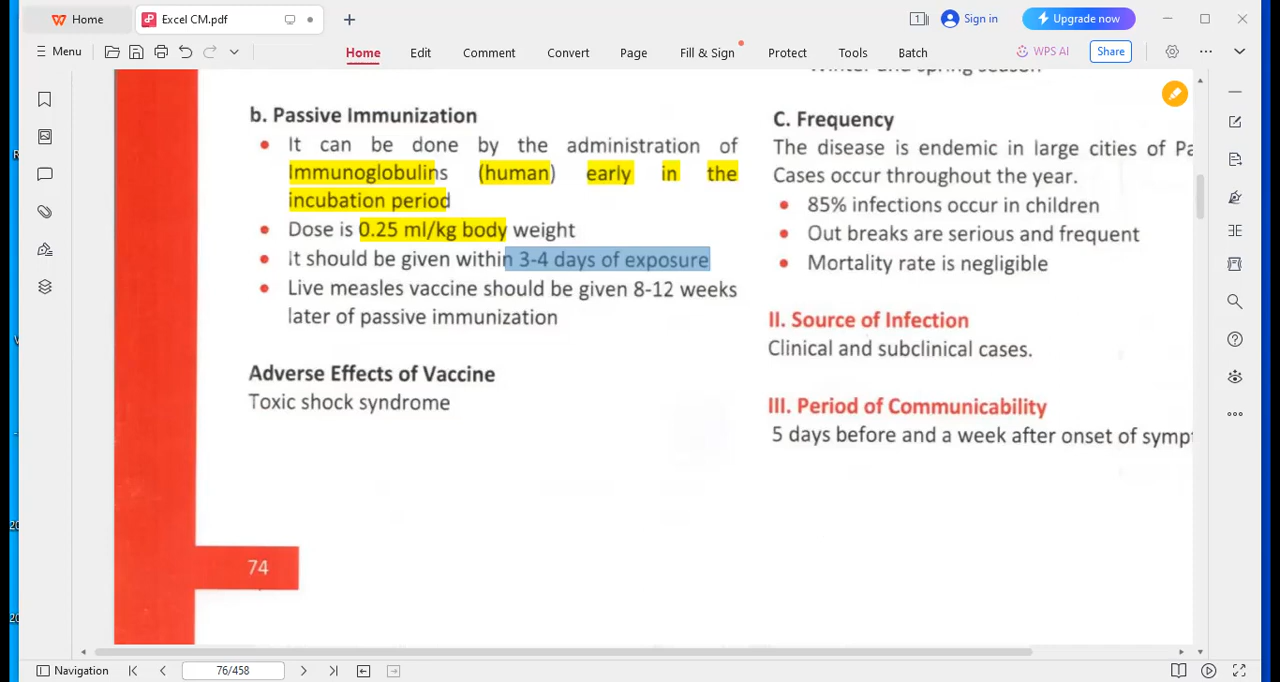 Home
Excel CM.pdf
Sign in
Upgrade now
Menu
Home
Edit
Comment
Convert
Page
Fill & Sign
Protect
Tools
Batch
WPS AI
Share
b. Passive Immunization
It can be done by the administration of
Immunoglobulins (human) early in the
incubation period
Dose is 0.25 ml/kg body weight
It should be given within 3-4 days of exposure
Live measles vaccine should be given 8-12 weeks
later of passive immunization
Adverse Effects of Vaccine
Toxic shock syndrome
74
Winter and spring season
C. Frequency
The disease is endemic in large cities of Pa
Cases occur throughout the year.
85% infections occur in children
Out breaks are serious and frequent
Mortality rate is negligible
II. Source of Infection
Clinical and subclinical cases.
III. Period of Communicability
5 days before and a week after onset of sympt
Navigation
76/458